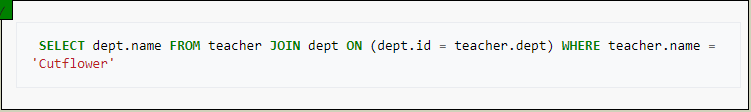 SELECT dept.name FROM teacher JOIN dept ON (dept.id = teacher.dept) WHERE teacher.name =
'Cutflower'